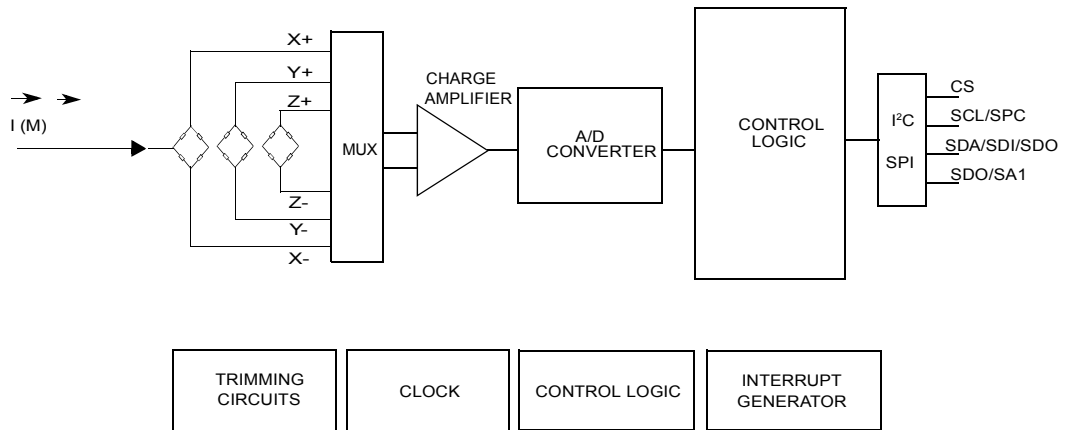 X+
Y+
Z+
I (M)
MUX
Z-
Y-
X-
CHARGE
AMPLIFIER
A/D
CONVERTER
CONTROL
LOGIC
I²C
SPI
CS
SCL/SPC
SDA/SDI/SDO
SDO/SA1
TRIMMING
CIRCUITS
CLOCK
CONTROL LOGIC
INTERRUPT
GENERATOR